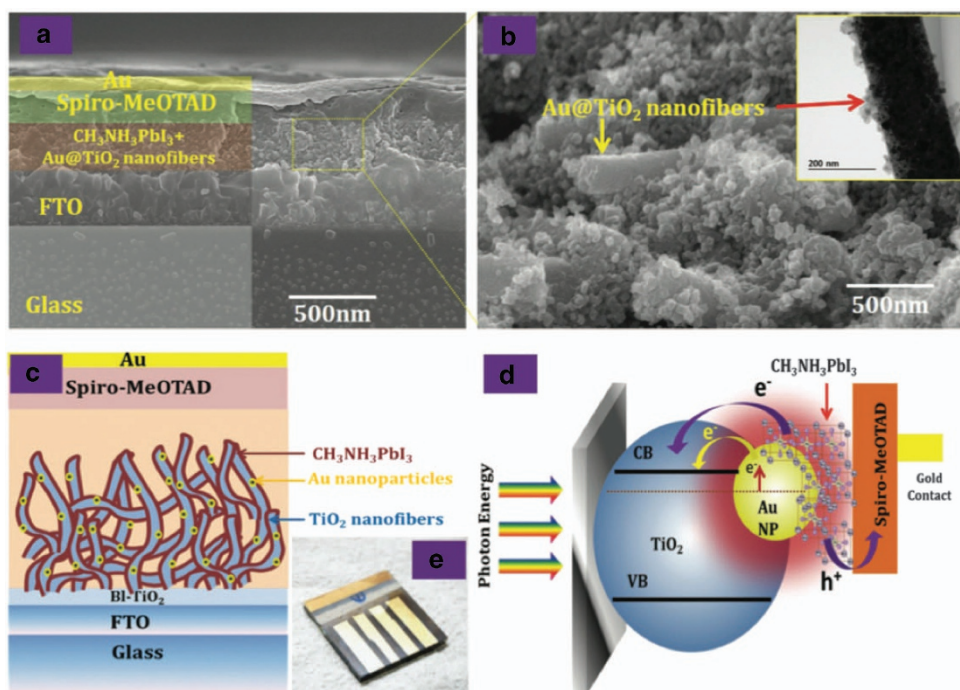 a
Au
Spiro-MeOTAD
CH₃NH₃PbI₃+
Au@TiO₂ nanofibers
FTO
Glass
500nm
b
Au@TiO₂ nanofibers
200 nm
500nm
c
Au
Spiro-MeOTAD
CH₃NH₃PbI₃
Au nanoparticles
TiO₂ nanofibers
Bl-TiO₂
FTO
Glass
e
d
Photon Energy
CH₃NH₃PbI₃
e⁻
e⁻
CB
e⁻
Au
NP
TiO₂
VB
h⁺
Spiro-MeOTAD
Gold
Contact